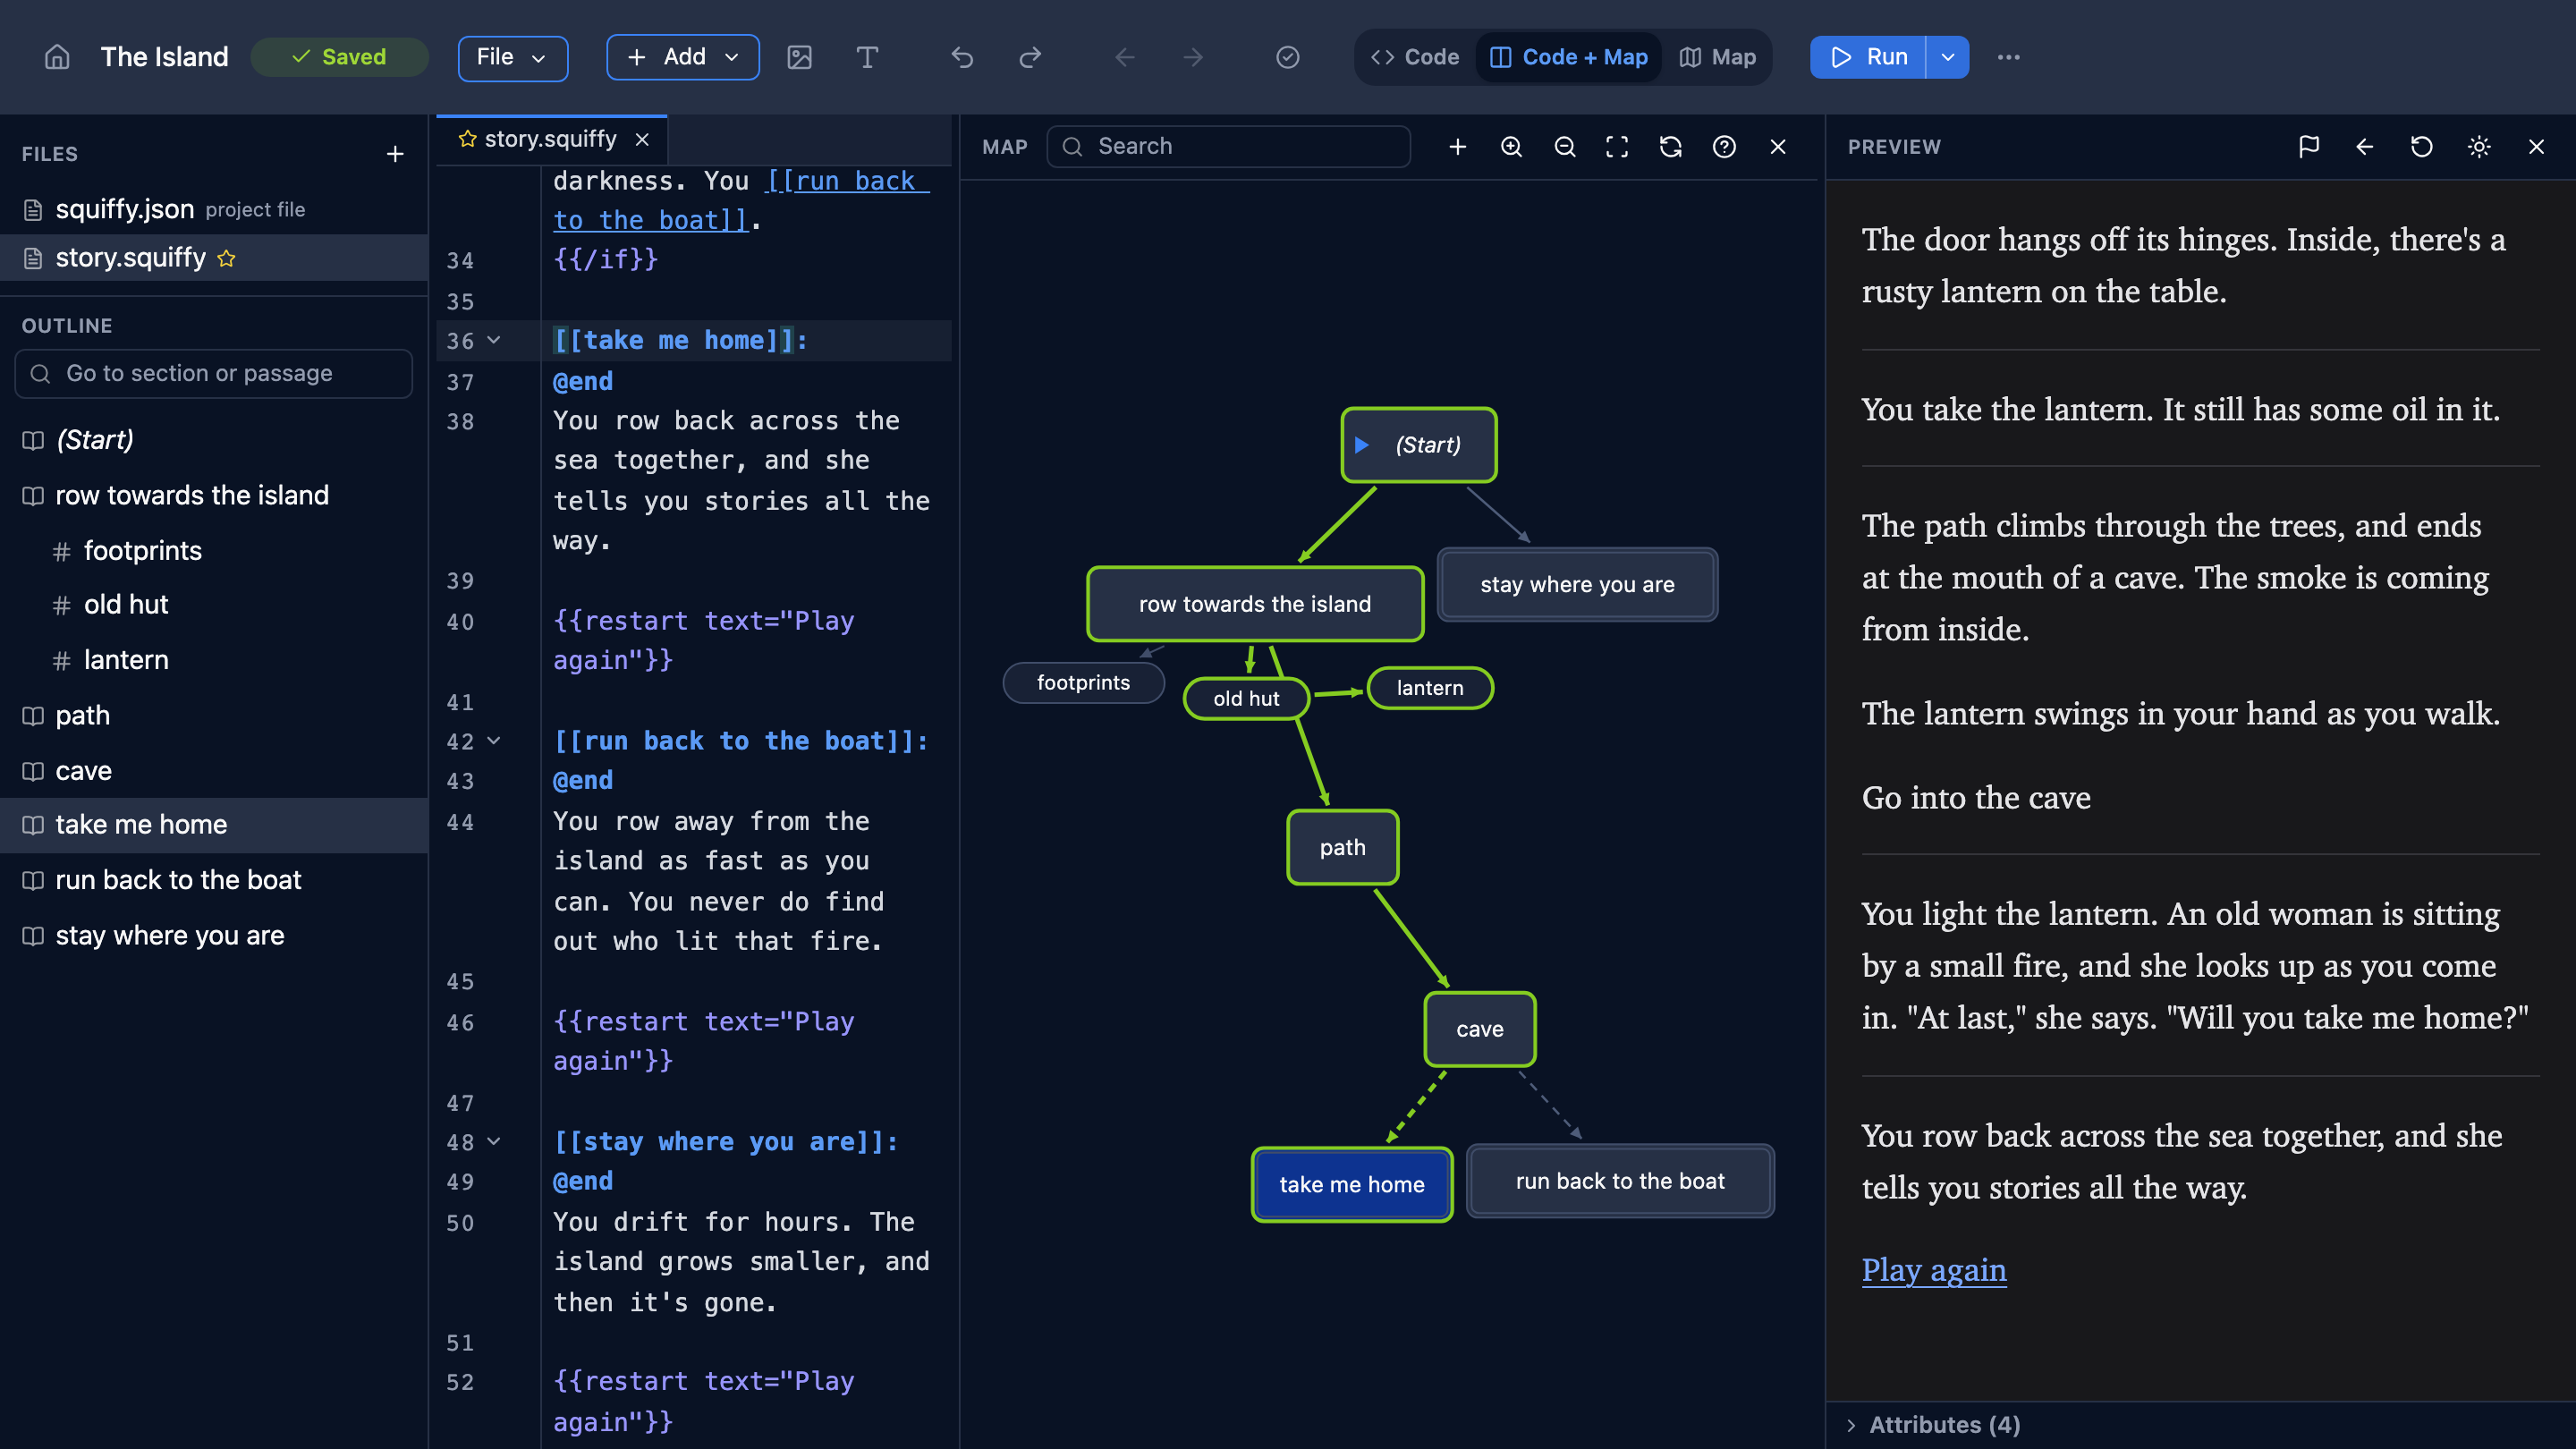 The Island
Saved
File
Add
Code
Code + Map
Map
Run
FILES
squiffy.json project file
story.squiffy
OUTLINE
Go to section or passage
(Start)
row towards the island
# footprints
# old hut
# lantern
path
cave
take me home
run back to the boat
stay where you are
story.squiffy
darkness. You [[run back
to the boat]].
34 {{/if}}
35
36 [[take me home]]:
37 @end
38 You row back across the
sea together, and she
tells you stories all the
way.
39
40 {{restart text="Play
again"}}
41
42 [[run back to the boat]]:
43 @end
44 You row away from the
island as fast as you
can. You never do find
out who lit that fire.
45
46 {{restart text="Play
again"}}
47
48 [[stay where you are]]:
49 @end
50 You drift for hours. The
island grows smaller, and
then it's gone.
51
52 {{restart text="Play
again"}}
MAP
Search
(Start)
row towards the island
stay where you are
footprints
old hut
lantern
path
cave
take me home
run back to the boat
PREVIEW
The door hangs off its hinges. Inside, there's a
rusty lantern on the table.
You take the lantern. It still has some oil in it.
The path climbs through the trees, and ends
at the mouth of a cave. The smoke is coming
from inside.
The lantern swings in your hand as you walk.
Go into the cave
You light the lantern. An old woman is sitting
by a small fire, and she looks up as you come
in. "At last," she says. "Will you take me home?"
You row back across the sea together, and she
tells you stories all the way.
Play again
Attributes (4)